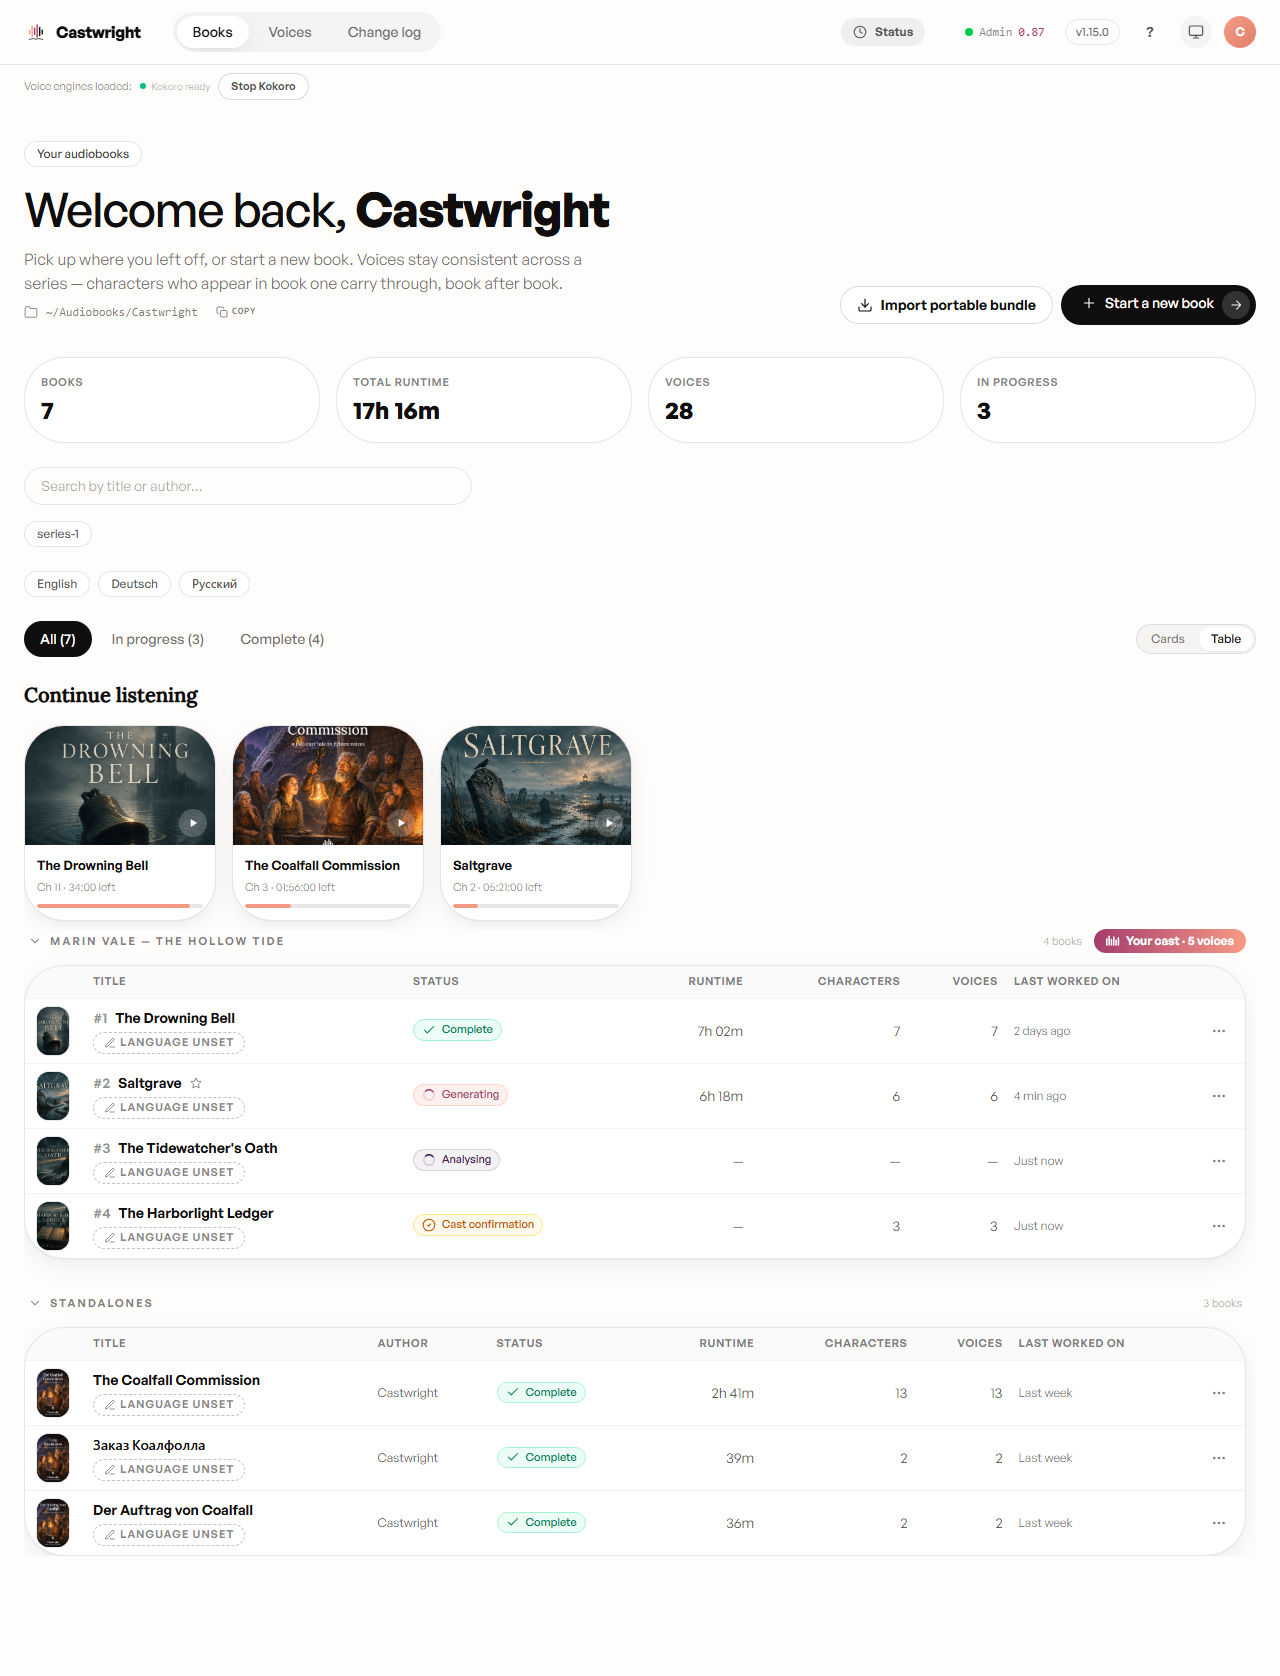 Castwright
Books
Voices
Change log
Status
Admin 0.87
v1.15.0
?
C
Voice engines loaded:
Kokoro ready
Stop Kokoro
Your audiobooks
Welcome back, Castwright
Pick up where you left off, or start a new book. Voices stay consistent across a
series — characters who appear in book one carry through, book after book.
~/Audiobooks/Castwright
COPY
Import portable bundle
Start a new book
BOOKS
7
TOTAL RUNTIME
17h 16m
VOICES
28
IN PROGRESS
3
Search by title or author...
series-1
English
Deutsch
Русский
All (7)
In progress (3)
Complete (4)
Cards
Table
Continue listening
THE
DROWNING
BELL
The Drowning Bell
Ch 11 · 34:00 left
Commission
a full-cast tale in fifteen voices
The Coalfall Commission
Ch 3 · 01:56:00 left
SALTGRAVE
Saltgrave
Ch 2 · 05:21:00 left
MARIN VALE — THE HOLLOW TIDE
4 books
Your cast · 5 voices
TITLE STATUS RUNTIME CHARACTERS VOICES LAST WORKED ON
#1 The Drowning Bell
LANGUAGE UNSET
Complete
7h 02m
7
7
2 days ago
#2 Saltgrave
LANGUAGE UNSET
Generating
6h 18m
6
6
4 min ago
#3 The Tidewatcher's Oath
LANGUAGE UNSET
Analysing
—
—
—
Just now
#4 The Harborlight Ledger
LANGUAGE UNSET
Cast confirmation
—
3
3
Just now
STANDALONES
3 books
TITLE AUTHOR STATUS RUNTIME CHARACTERS VOICES LAST WORKED ON
The Coalfall Commission
LANGUAGE UNSET
Castwright
Complete
2h 41m
13
13
Last week
Заказ Коалфолла
LANGUAGE UNSET
Castwright
Complete
39m
2
2
Last week
Der Auftrag von Coalfall
LANGUAGE UNSET
Castwright
Complete
36m
2
2
Last week